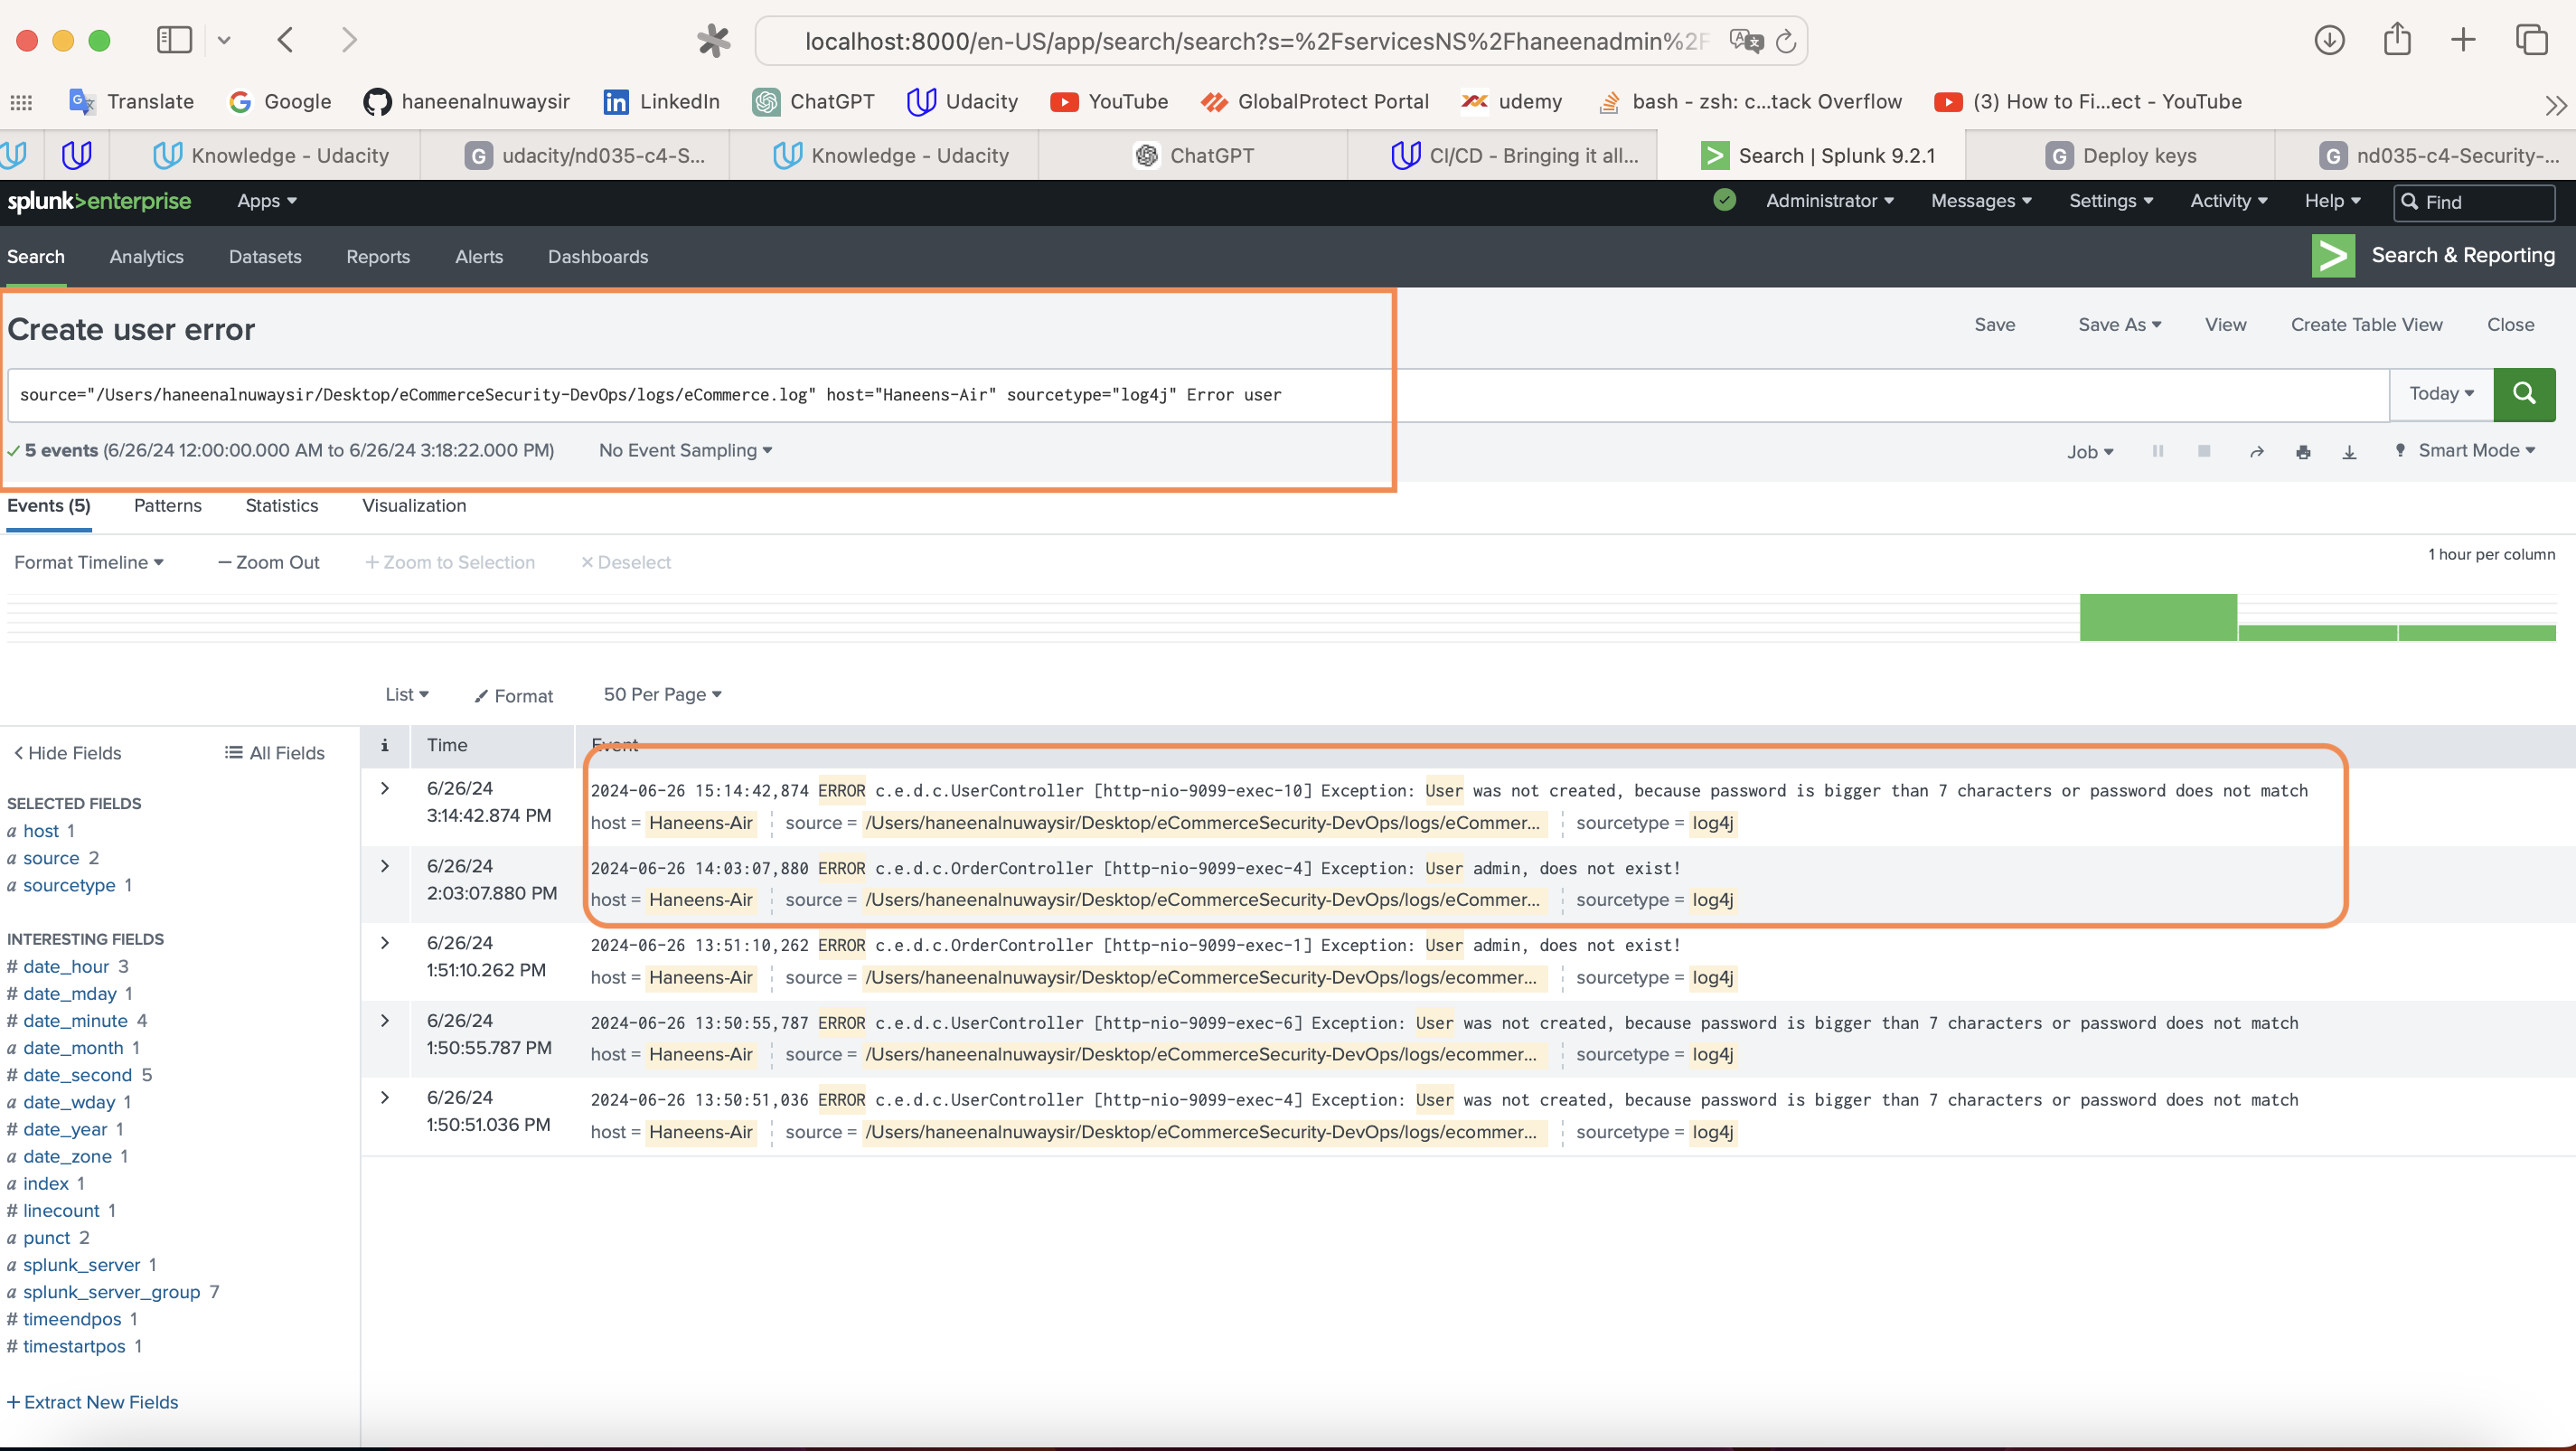 localhost:8000/en-US/app/search/search?s=%2FservicesNS%2Fhaneenadmin%2F
Translate Google haneenalnuwaysir LinkedIn ChatGPT Udacity YouTube GlobalProtect Portal udemy bash - zsh: c...tack Overflow (3) How to Fi...ect - YouTube
Knowledge - Udacity udacity/nd035-c4-S... Knowledge - Udacity ChatGPT CI/CD - Bringing it all... Search | Splunk 9.2.1 Deploy keys nd035-c4-Security-...
splunk>enterprise Apps Administrator Messages Settings Activity Help Find
Search Analytics Datasets Reports Alerts Dashboards Search & Reporting
Create user error Save Save As View Create Table View Close
source="/Users/haneenalnuwaysir/Desktop/eCommerceSecurity-DevOps/logs/eCommerce.log" host="Haneens-Air" sourcetype="log4j" Error user Today
5 events (6/26/24 12:00:00.000 AM to 6/26/24 3:18:22.000 PM) No Event Sampling Job Smart Mode
Events (5) Patterns Statistics Visualization
Format Timeline — Zoom Out + Zoom to Selection × Deselect 1 hour per column
List Format 50 Per Page
< Hide Fields All Fields
SELECTED FIELDS
a host 1
a source 2
a sourcetype 1
INTERESTING FIELDS
# date_hour 3
# date_mday 1
# date_minute 4
a date_month 1
# date_second 5
a date_wday 1
# date_year 1
a date_zone 1
a index 1
# linecount 1
a punct 2
a splunk_server 1
a splunk_server_group 7
# timeendpos 1
# timestartpos 1
+ Extract New Fields
i Time Event
6/26/24
3:14:42.874 PM
2024-06-26 15:14:42,874 ERROR c.e.d.c.UserController [http-nio-9099-exec-10] Exception: User was not created, because password is bigger than 7 characters or password does not match
host = Haneens-Air source = /Users/haneenalnuwaysir/Desktop/eCommerceSecurity-DevOps/logs/eCommer... sourcetype = log4j
6/26/24
2:03:07.880 PM
2024-06-26 14:03:07,880 ERROR c.e.d.c.OrderController [http-nio-9099-exec-4] Exception: User admin, does not exist!
host = Haneens-Air source = /Users/haneenalnuwaysir/Desktop/eCommerceSecurity-DevOps/logs/eCommer... sourcetype = log4j
6/26/24
1:51:10.262 PM
2024-06-26 13:51:10,262 ERROR c.e.d.c.OrderController [http-nio-9099-exec-1] Exception: User admin, does not exist!
host = Haneens-Air source = /Users/haneenalnuwaysir/Desktop/eCommerceSecurity-DevOps/logs/ecommer... sourcetype = log4j
6/26/24
1:50:55.787 PM
2024-06-26 13:50:55,787 ERROR c.e.d.c.UserController [http-nio-9099-exec-6] Exception: User was not created, because password is bigger than 7 characters or password does not match
host = Haneens-Air source = /Users/haneenalnuwaysir/Desktop/eCommerceSecurity-DevOps/logs/ecommer... sourcetype = log4j
6/26/24
1:50:51.036 PM
2024-06-26 13:50:51,036 ERROR c.e.d.c.UserController [http-nio-9099-exec-4] Exception: User was not created, because password is bigger than 7 characters or password does not match
host = Haneens-Air source = /Users/haneenalnuwaysir/Desktop/eCommerceSecurity-DevOps/logs/ecommer... sourcetype = log4j